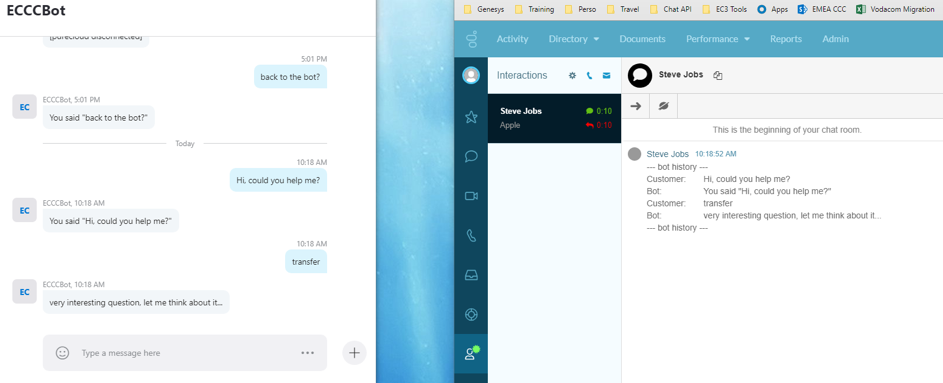 ECCCBot
[purecloud disconnected]
5:01 PM
back to the bot?
EC
ECCCBot, 5:01 PM
You said "back to the bot?"
Today
10:18 AM
Hi, could you help me?
EC
ECCCBot, 10:18 AM
You said "Hi, could you help me?"
10:18 AM
transfer
EC
ECCCBot, 10:18 AM
very interesting question, let me think about it...
Type a message here
Genesys Training Perso Travel Chat API EC3 Tools Apps EMEA CCC Vodacom Migration
Activity Directory Documents Performance Reports Admin
Interactions
Steve Jobs 0:10
Apple 0:10
Steve Jobs
This is the beginning of your chat room.
Steve Jobs 10:18:52 AM
--- bot history ---
Customer: Hi, could you help me?
Bot: You said "Hi, could you help me?"
Customer: transfer
Bot: very interesting question, let me think about it...
--- bot history ---